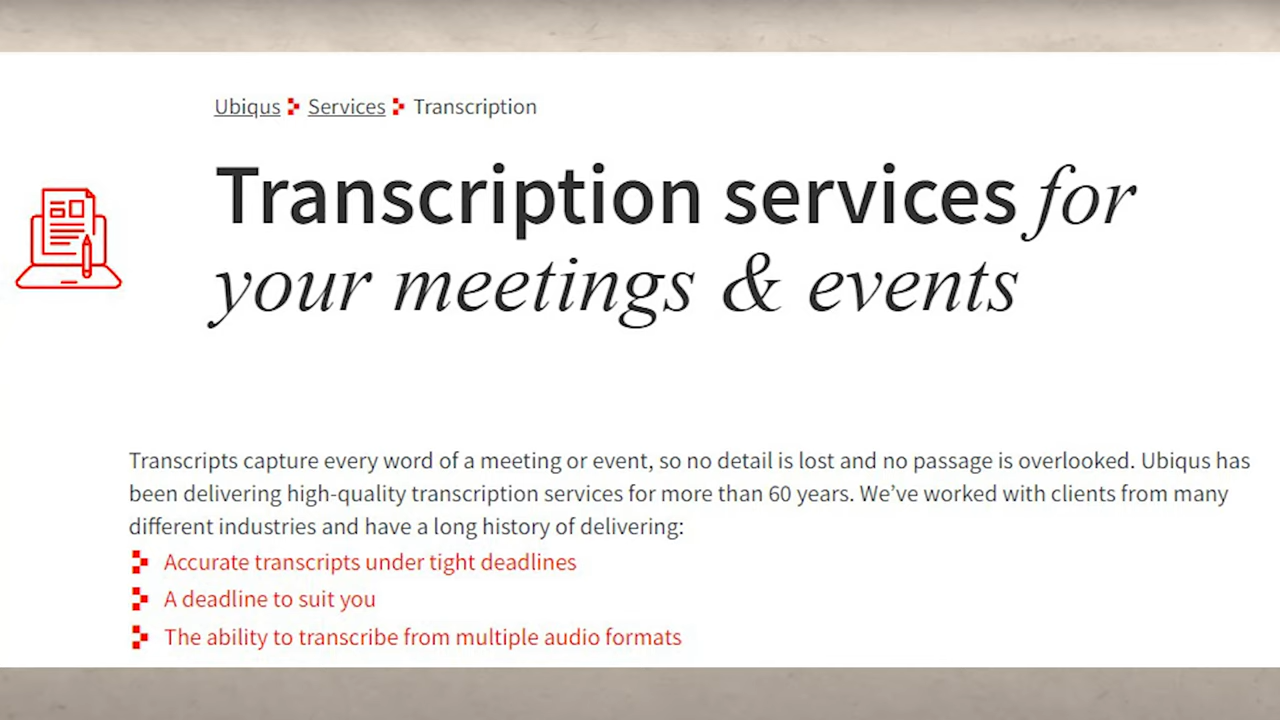 Ubiqus Services Transcription
Transcription services for
your meetings & events
Transcripts capture every word of a meeting or event, so no detail is lost and no passage is overlooked. Ubiqus has
been delivering high-quality transcription services for more than 60 years. We’ve worked with clients from many
different industries and have a long history of delivering:
Accurate transcripts under tight deadlines
A deadline to suit you
The ability to transcribe from multiple audio formats